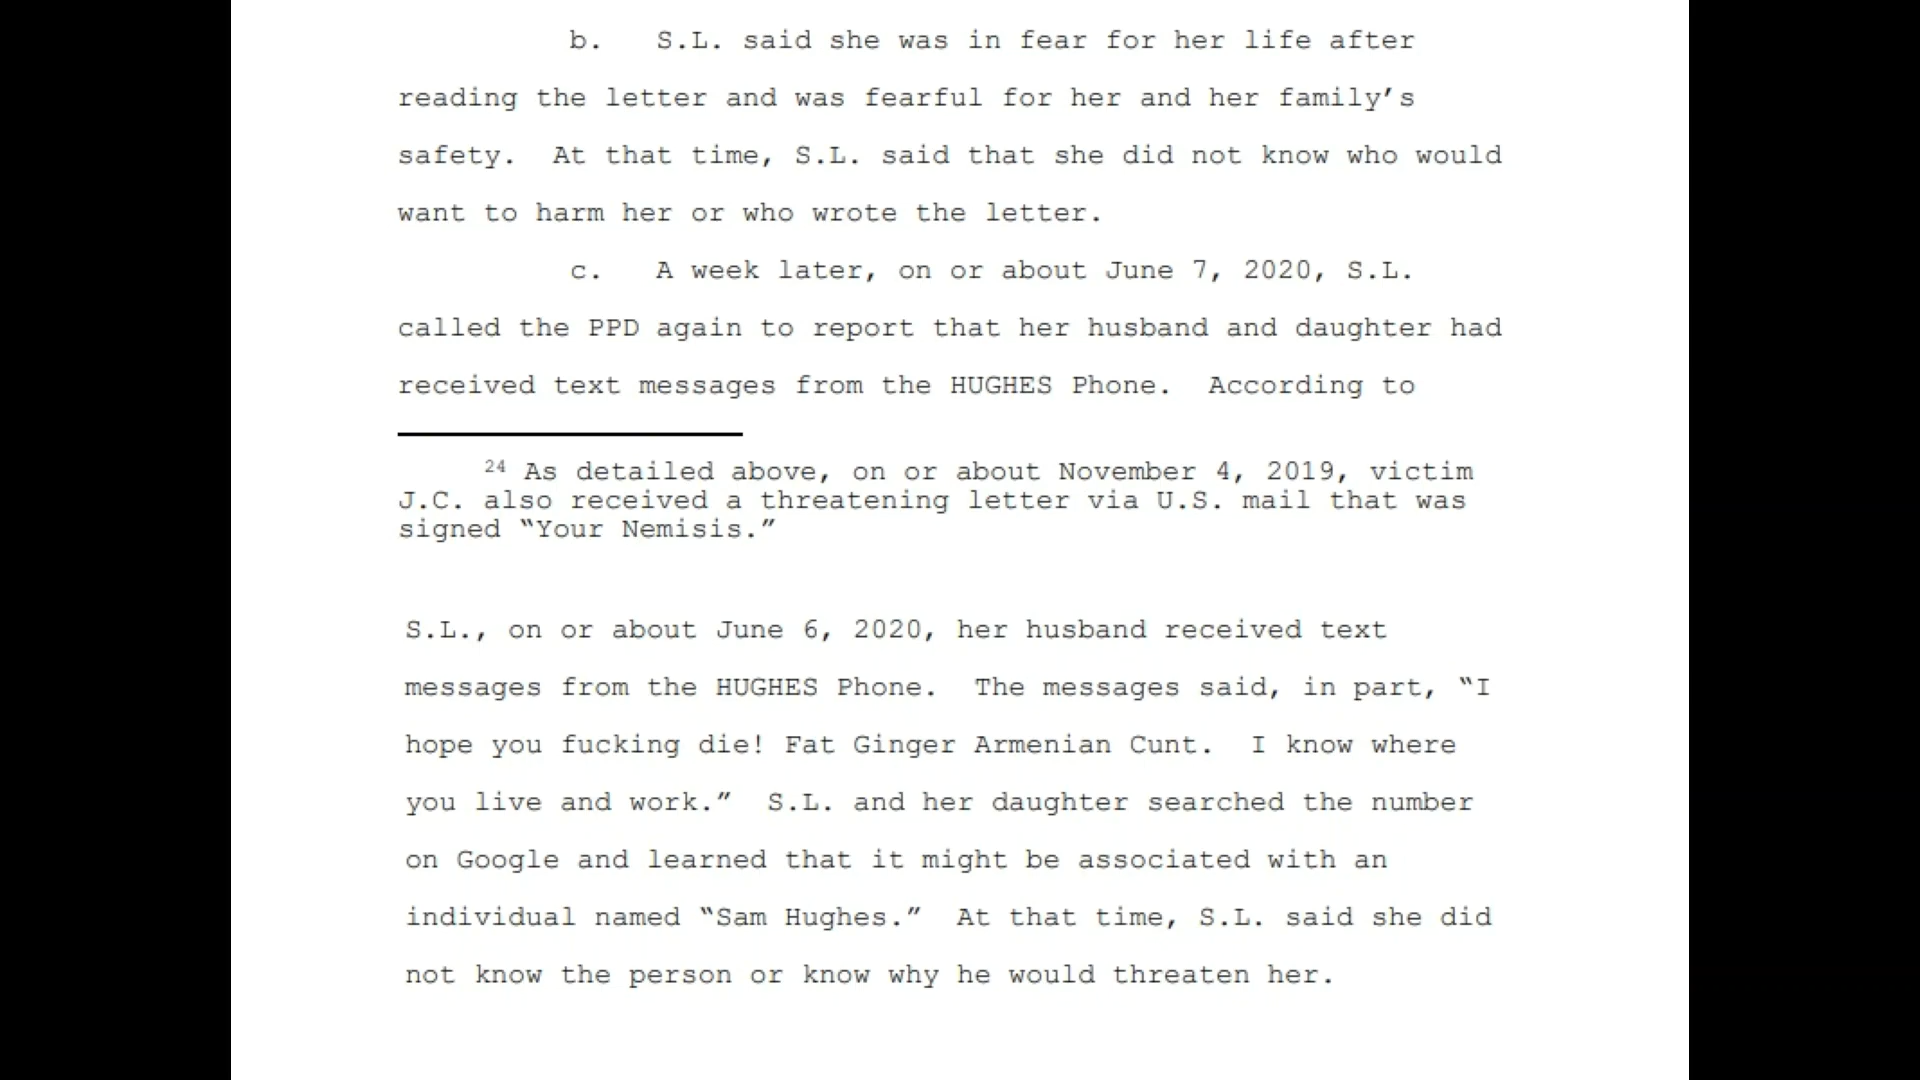 b. S.L. said she was in fear for her life after
reading the letter and was fearful for her and her family’s
safety. At that time, S.L. said that she did not know who would
want to harm her or who wrote the letter.
c. A week later, on or about June 7, 2020, S.L.
called the PPD again to report that her husband and daughter had
received text messages from the HUGHES Phone. According to
24 As detailed above, on or about November 4, 2019, victim
J.C. also received a threatening letter via U.S. mail that was
signed “Your Nemisis.”
S.L., on or about June 6, 2020, her husband received text
messages from the HUGHES Phone. The messages said, in part, “I
hope you fucking die! Fat Ginger Armenian Cunt. I know where
you live and work.” S.L. and her daughter searched the number
on Google and learned that it might be associated with an
individual named “Sam Hughes.” At that time, S.L. said she did
not know the person or know why he would threaten her.